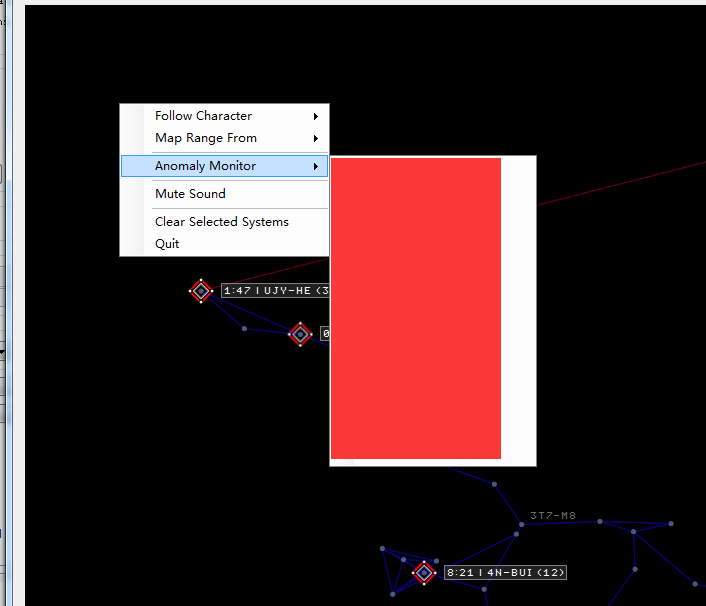 Follow Character
Map Range From
Anomaly Monitor
Mute Sound
Clear Selected Systems
Quit
1:47 | UJY-HE (3
0
3T7-M8
8:21 | 4N-BUI (12)